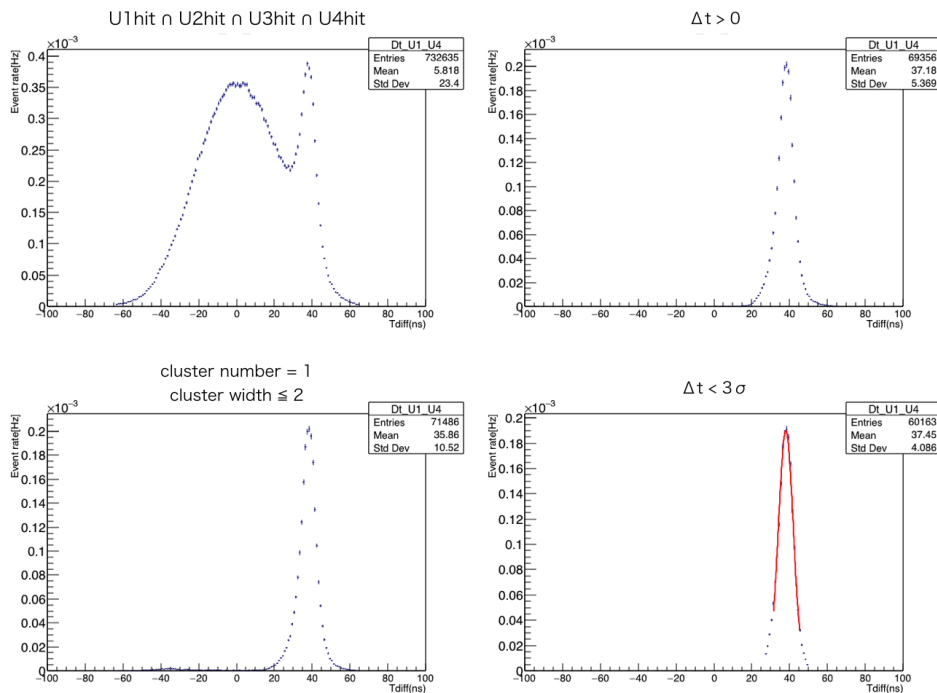 U1hit ∩ U2hit ∩ U3hit ∩ U4hit
×10⁻³
Event rate[Hz]
0.4
0.35
0.3
0.25
0.2
0.15
0.1
0.05
0
−100 −80 −60 −40 −20 0 20 40 60 80 100
Tdiff(ns)
Dt_U1_U4
Entries 732635
Mean 5.818
Std Dev 23.4
Δt > 0
×10⁻³
Event rate[Hz]
0.2
0.18
0.16
0.14
0.12
0.1
0.08
0.06
0.04
0.02
0
−100 −80 −60 −40 −20 0 20 40 60 80 100
Tdiff(ns)
Dt_U1_U4
Entries 69356
Mean 37.18
Std Dev 5.369
cluster number = 1
cluster width ≦ 2
×10⁻³
Event rate[Hz]
0.2
0.18
0.16
0.14
0.12
0.1
0.08
0.06
0.04
0.02
0
−100 −80 −60 −40 −20 0 20 40 60 80 100
Tdiff(ns)
Dt_U1_U4
Entries 71486
Mean 35.86
Std Dev 10.52
Δt < 3σ
×10⁻³
Event rate[Hz]
0.2
0.18
0.16
0.14
0.12
0.1
0.08
0.06
0.04
0.02
0
−100 −80 −60 −40 −20 0 20 40 60 80 100
Tdiff(ns)
Dt_U1_U4
Entries 60163
Mean 37.45
Std Dev 4.086